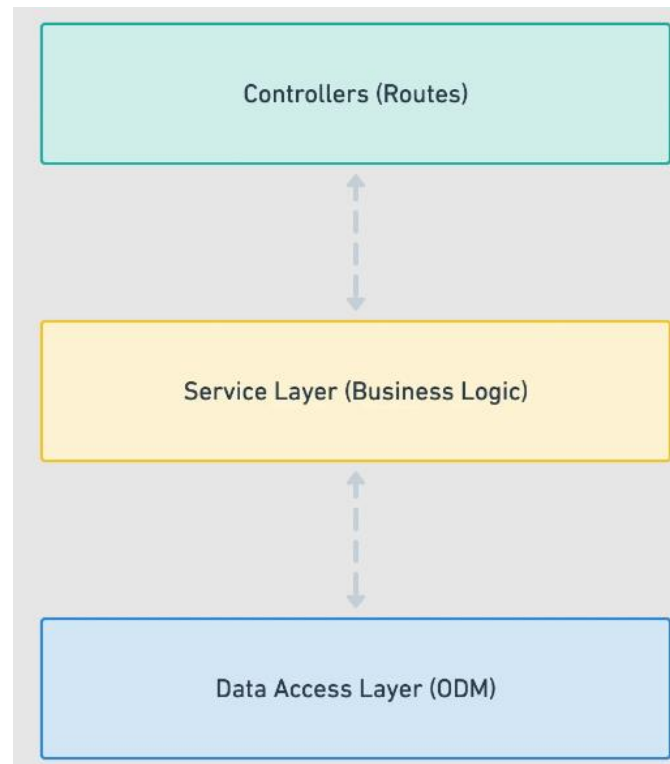 Controllers (Routes)
Service Layer (Business Logic)
Data Access Layer (ODM)